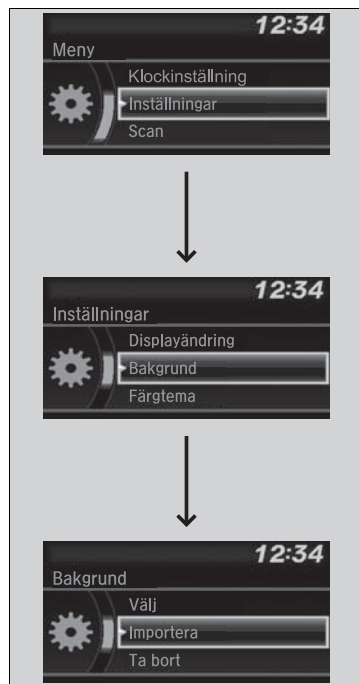 12:34
Meny
Klockinställning
Inställningar
Scan
12:34
Inställningar
Displayändring
Bakgrund
Färgtema
12:34
Bakgrund
Välj
Importera
Ta bort